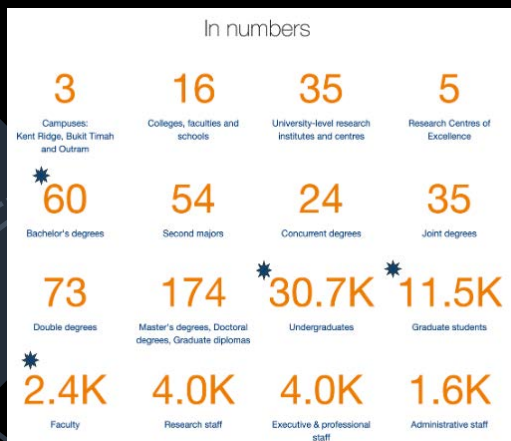 In numbers
3
Campuses:
Kent Ridge, Bukit Timah
and Outram
16
Colleges, faculties and
schools
35
University-level research
institutes and centres
5
Research Centres of
Excellence
60
Bachelor's degrees
54
Second majors
24
Concurrent degrees
35
Joint degrees
73
Double degrees
174
Master's degrees, Doctoral
degrees, Graduate diplomas
30.7K
Undergraduates
11.5K
Graduate students
2.4K
Faculty
4.0K
Research staff
4.0K
Executive & professional
staff
1.6K
Administrative staff